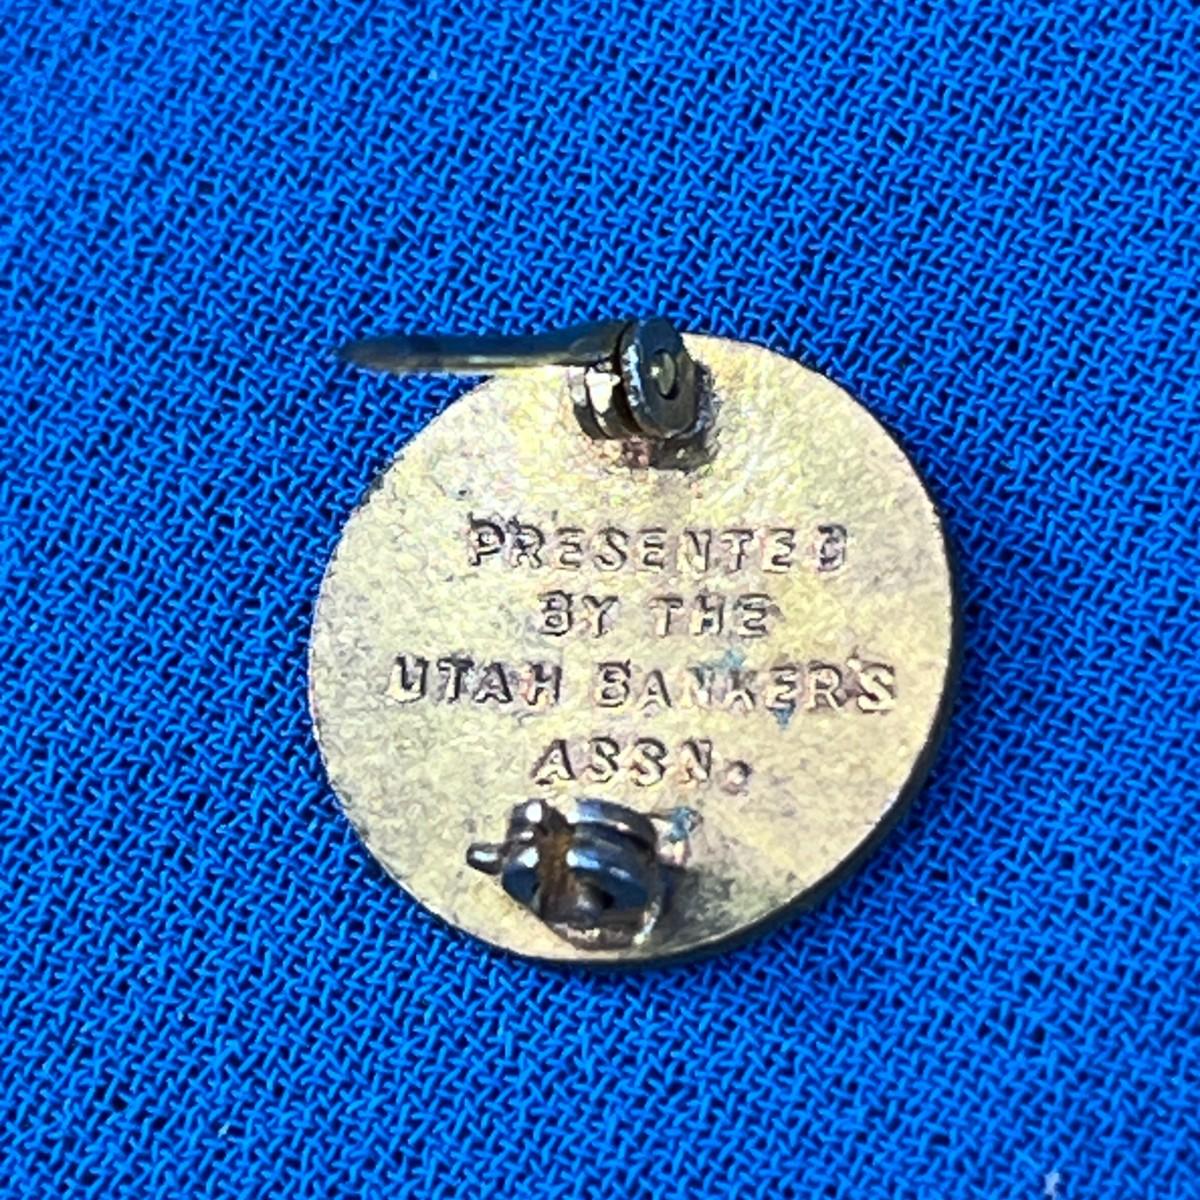 PRESENTED
BY THE
UTAH BANKERS
ASSN.